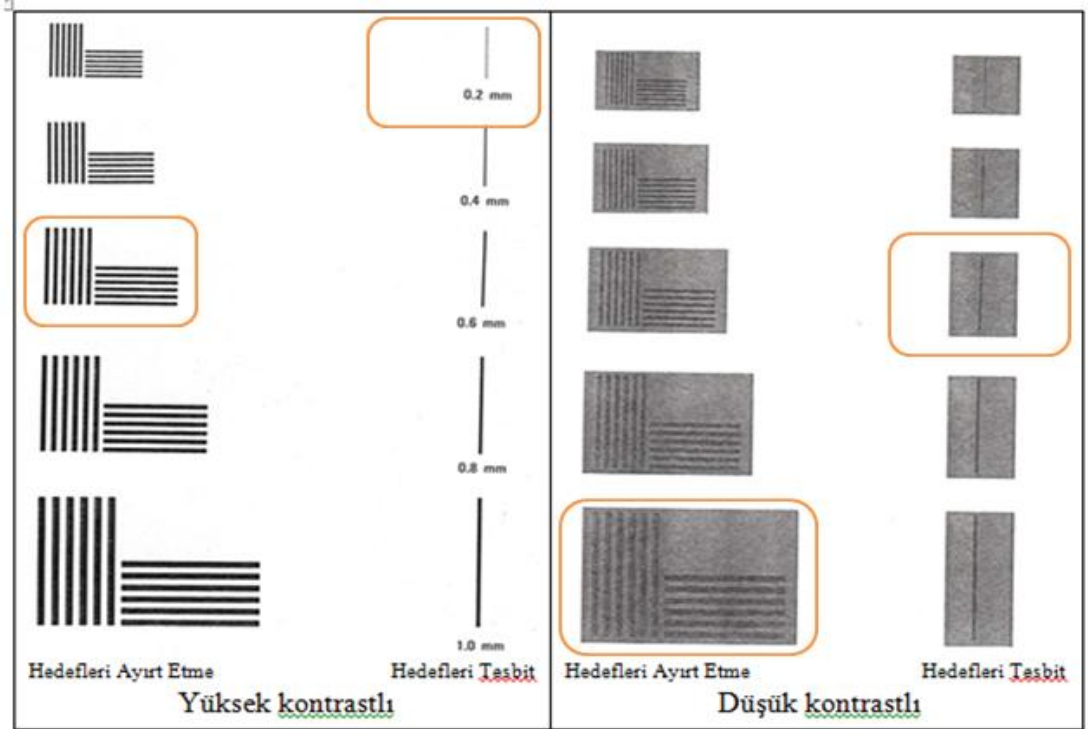 0.2 mm
0.4 mm
0.6 mm
0.8 mm
1.0 mm
Hedefleri Ayırt Etme Hedefleri Tesbit
Yüksek kontrastlı
Hedefleri Ayırt Etme Hedefleri Tesbit
Düşük kontrastlı